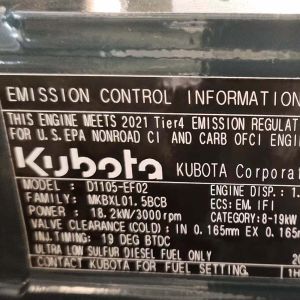 EMISSION CONTROL INFORMATION
THIS ENGINE MEETS 2021 Tier4 EMISSION REGULAT
FOR U.S. EPA NONROAD CI AND CARB OFCI ENGINE
Kubota KUBOTA Corporat
MODEL : D1105-EF02 ENGINE DISP.: 1.
FAMILY : MKBXL01.5BCB ECS: EM. IFI
POWER : 18.2kW/3000rpm CATEGORY:8-19kW
VALVE CLEARANCE (COLD): IN 0.165mm EX 0.165m
INJ.TIMING: 19 DEG BTDC
ULTRA LOW SULFUR DIESEL FUEL ONLY
CONTACT KUBOTA FOR FUEL SETTING.